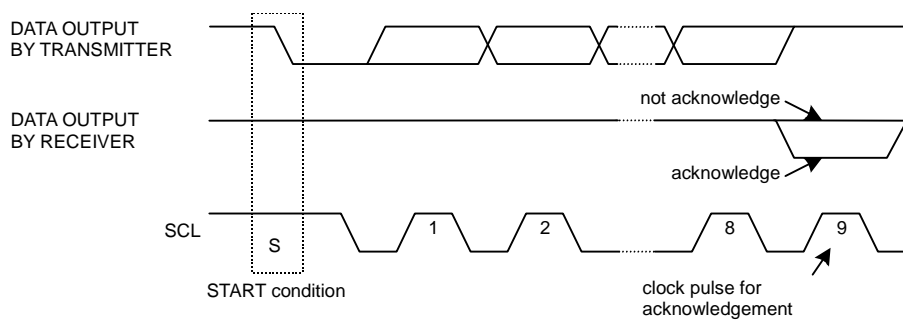 DATA OUTPUT
BY TRANSMITTER
not acknowledge
DATA OUTPUT
BY RECEIVER
acknowledge
SCL
S
1
2
8
9
START condition
clock pulse for
acknowledgement